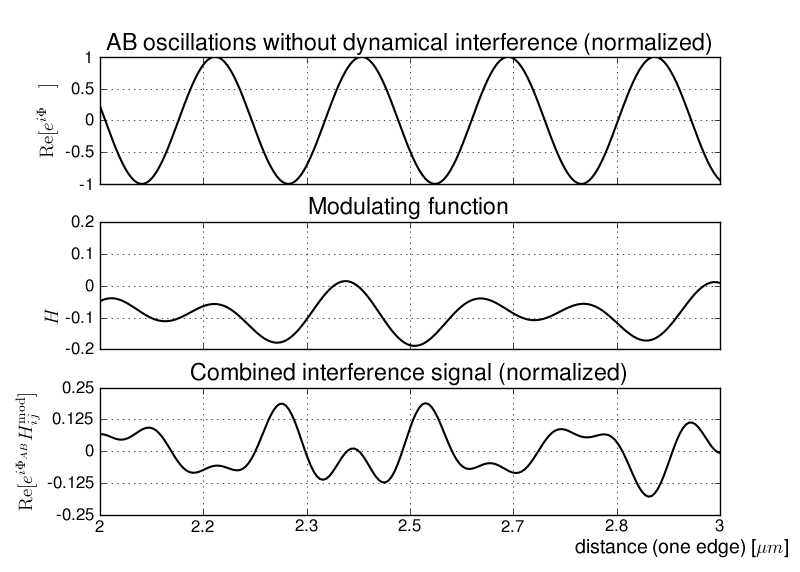 AB oscillations without dynamical interference (normalized)
1
0.5
0
-0.5
-1
Re[e^{iΦ} ]
Modulating function
0.2
0.1
0
-0.1
-0.2
H
Combined interference signal (normalized)
0.25
0.125
0
-0.125
-0.25
Re[e^{iΦ_{AB}} H_{ij}^{mod}]
2 2.2 2.3 2.5 2.7 2.8 3
distance (one edge) [μm]